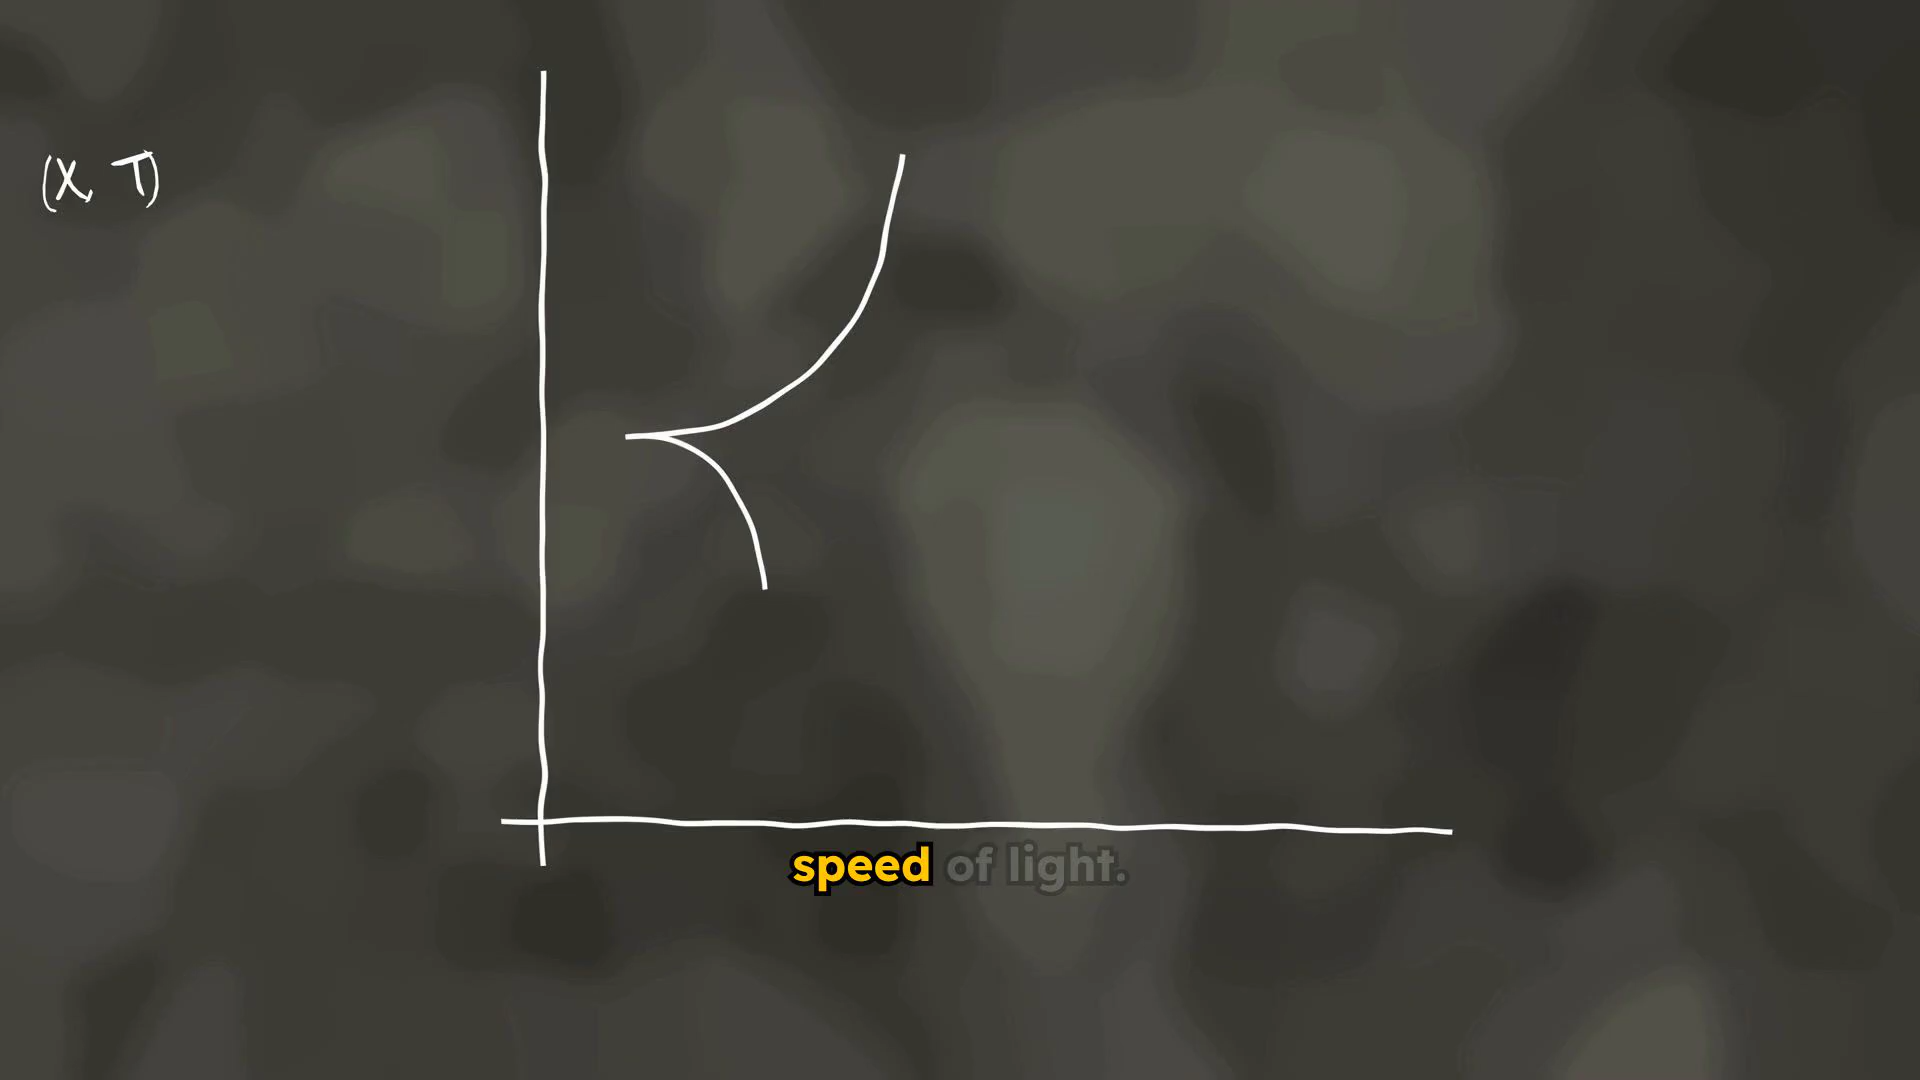 (X, T)
speed of light.